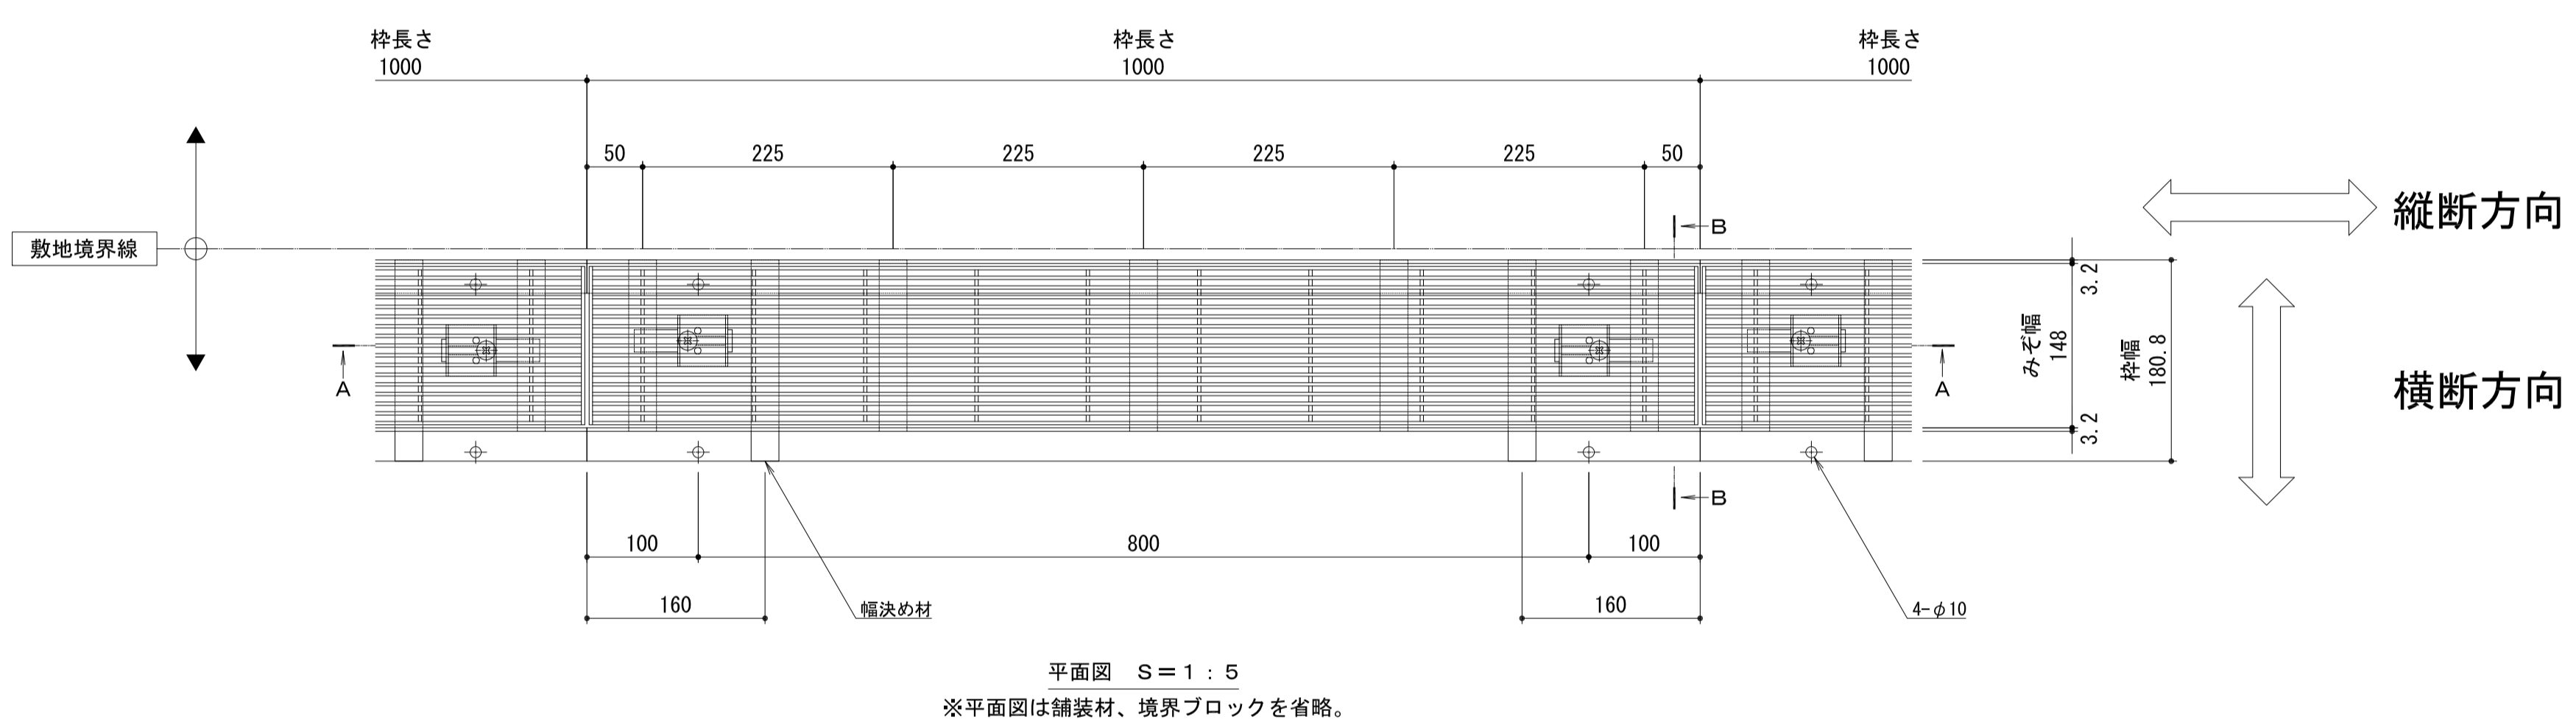 枠長さ 枠長さ 枠長さ
1000 1000 1000
50 225 225 225 225 50
縦断方向
B
敷地境界線
3.2
みぞ幅
148
枠幅
180.8
A A
横断方向
3.2
B
100 800 100
160 幅決め材 160 4-φ10
平面図 S=1:5
※平面図は舗装材、境界ブロックを省略。